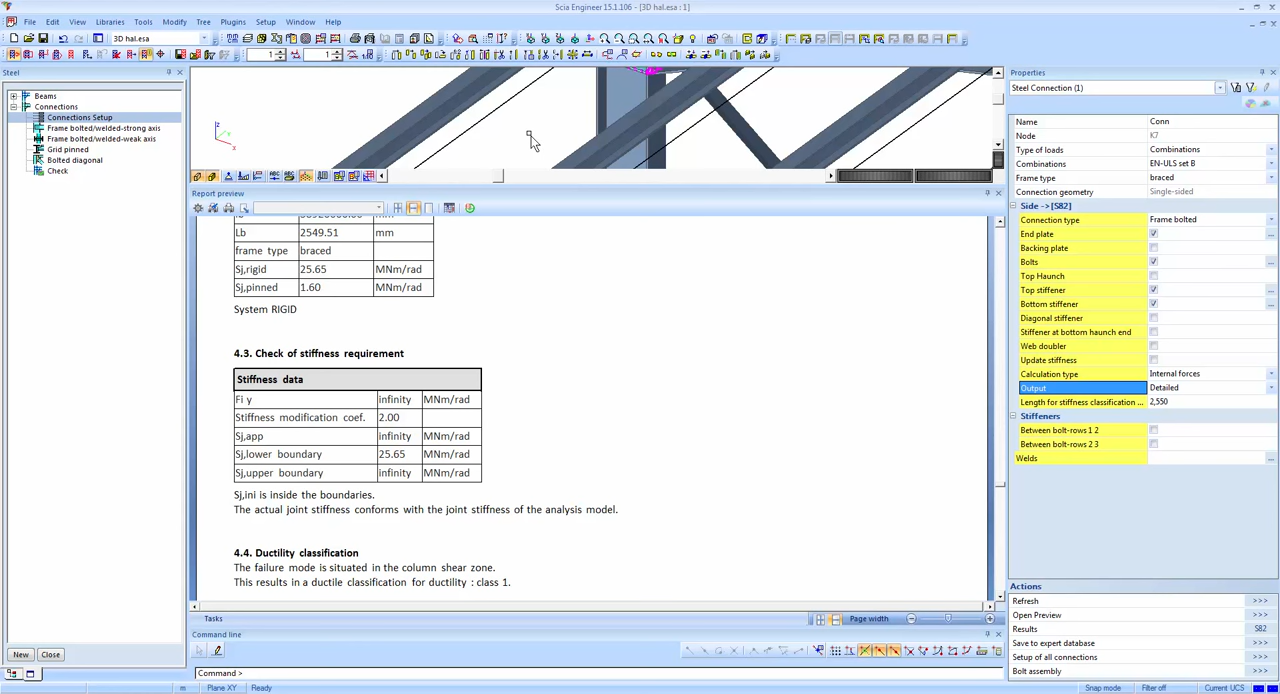 Scia Engineer 15.1.106 - [3D hal.esa : 1]
File Edit View Libraries Tools Modify Tree Plugins Setup Window Help
3D hal.esa
1 1
Steel
Beams
Connections
Connections Setup
Frame bolted/welded-strong axis
Frame bolted/welded-weak axis
Grid pinned
Bolted diagonal
Check
New Close
z
y
x
Report preview
Lb 2549.51 mm
frame type braced
Sj,rigid 25.65 MNm/rad
Sj,pinned 1.60 MNm/rad
System RIGID
4.3. Check of stiffness requirement
Stiffness data
Fi y infinity MNm/rad
Stiffness modification coef. 2.00
Sj,app infinity MNm/rad
Sj,lower boundary 25.65 MNm/rad
Sj,upper boundary infinity MNm/rad
Sj,ini is inside the boundaries.
The actual joint stiffness conforms with the joint stiffness of the analysis model.
4.4. Ductility classification
The failure mode is situated in the column shear zone.
This results in a ductile classification for ductility : class 1.
Tasks
Page width
Command line
Command >
Properties
Steel Connection (1)
Name Conn
Node K7
Type of loads Combinations
Combinations EN-ULS set B
Frame type braced
Connection geometry Single-sided
Side ->[S82]
Connection type Frame bolted
End plate
Backing plate
Bolts
Top Haunch
Top stiffener
Bottom stiffener
Diagonal stiffener
Stiffener at bottom haunch end
Web doubler
Update stiffness
Calculation type Internal forces
Output Detailed
Length for stiffness classification ... 2,550
Stiffeners
Between bolt-rows 1 2
Between bolt-rows 2 3
Welds
Actions
Refresh >>>
Open Preview >>>
Results S82
Save to expert database >>>
Setup of all connections >>>
Bolt assembly >>>
m Plane XY Ready Snap mode Filter off Current UCS